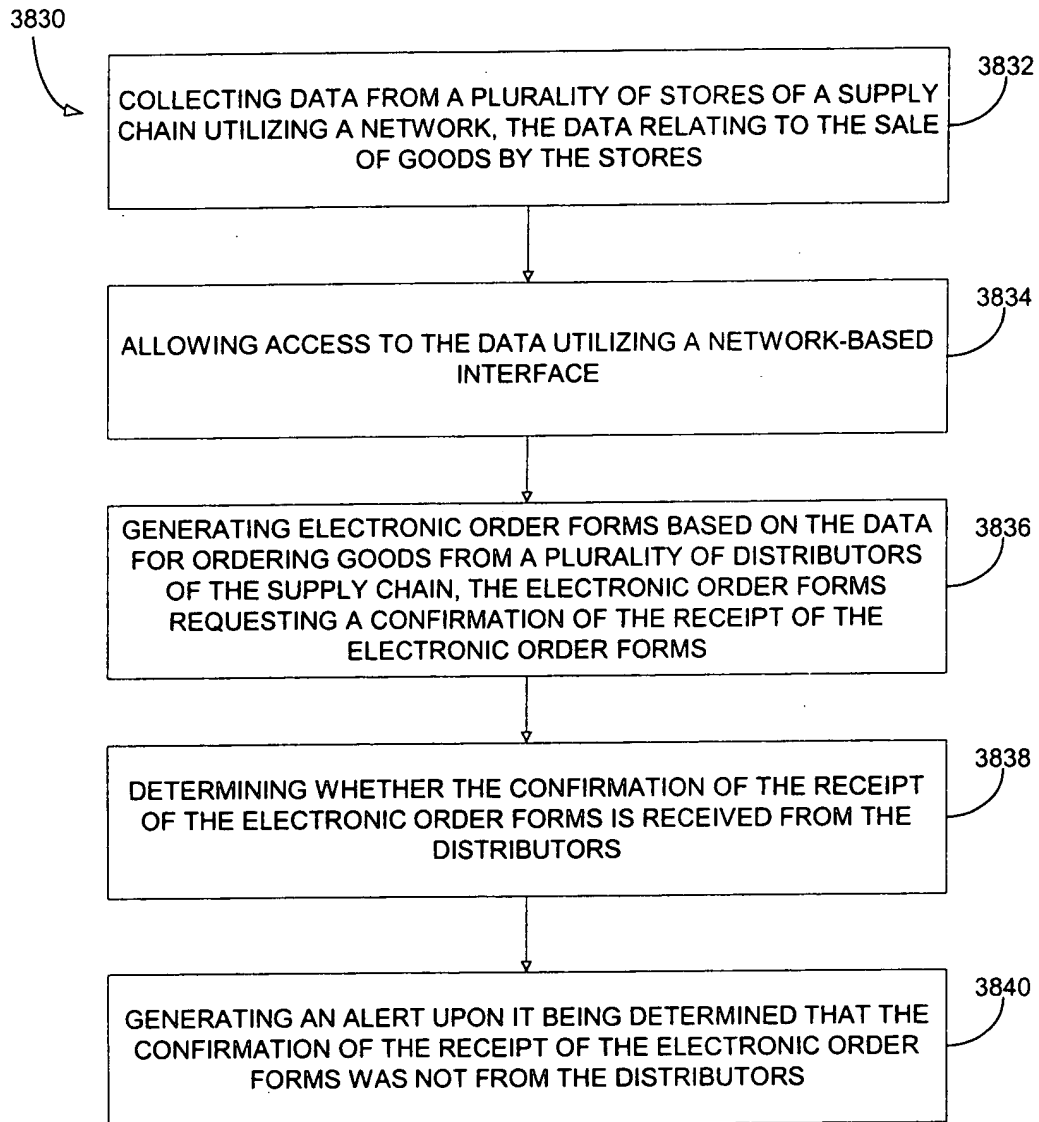 3830
3832
COLLECTING DATA FROM A PLURALITY OF STORES OF A SUPPLY
CHAIN UTILIZING A NETWORK, THE DATA RELATING TO THE SALE
OF GOODS BY THE STORES
3834
ALLOWING ACCESS TO THE DATA UTILIZING A NETWORK-BASED
INTERFACE
3836
GENERATING ELECTRONIC ORDER FORMS BASED ON THE DATA
FOR ORDERING GOODS FROM A PLURALITY OF DISTRIBUTORS
OF THE SUPPLY CHAIN, THE ELECTRONIC ORDER FORMS
REQUESTING A CONFIRMATION OF THE RECEIPT OF THE
ELECTRONIC ORDER FORMS
3838
DETERMINING WHETHER THE CONFIRMATION OF THE RECEIPT
OF THE ELECTRONIC ORDER FORMS IS RECEIVED FROM THE
DISTRIBUTORS
3840
GENERATING AN ALERT UPON IT BEING DETERMINED THAT THE
CONFIRMATION OF THE RECEIPT OF THE ELECTRONIC ORDER
FORMS WAS NOT FROM THE DISTRIBUTORS